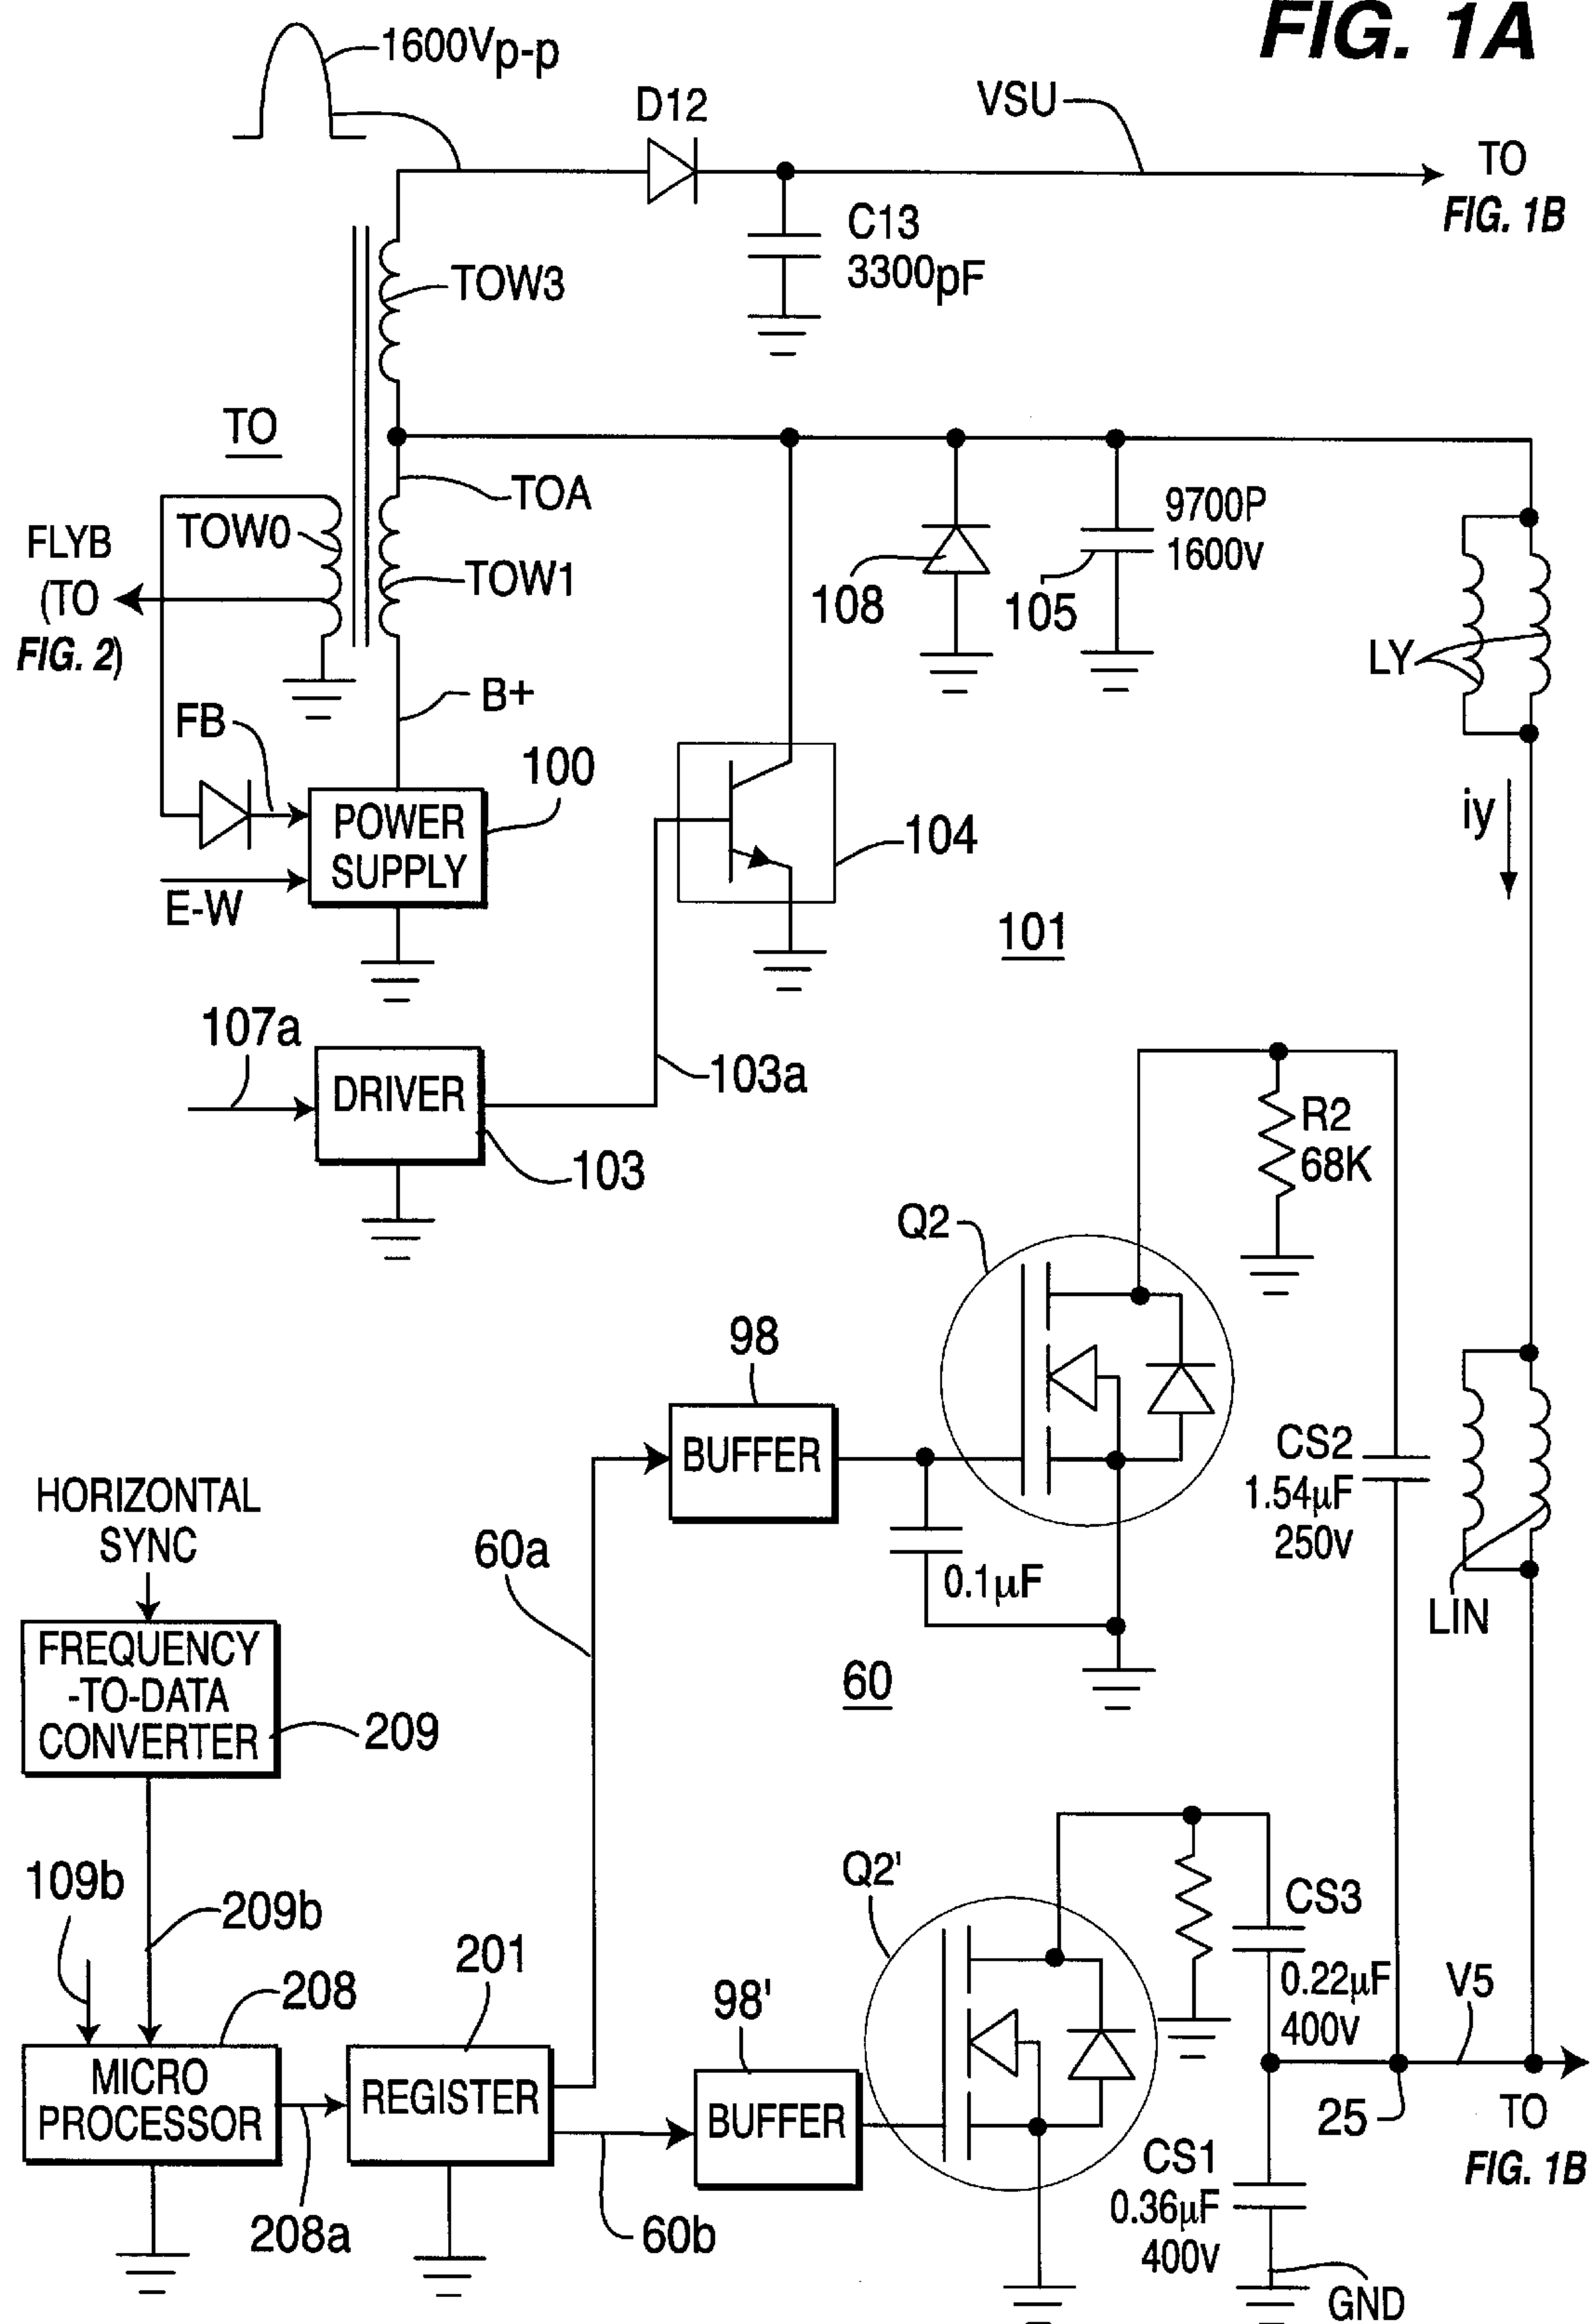 FIG. 1A
1600Vp-p
D12
VSU
TO
FIG. 1B
C13
3300pF
TOW3
TO
TOA
9700P
1600v
FLYB
(TO
FIG. 2)
TOW0
TOW1
108
105
LY
B+
FB
100
POWER
SUPPLY
104
iy
E-W
101
107a
DRIVER
103a
103
R2
68K
Q2
98
BUFFER
CS2
1.54μF
250v
HORIZONTAL
SYNC
60a
0.1μF
LIN
FREQUENCY
-TO-DATA
CONVERTER
209
60
109b
209b
Q2'
CS3
201
208
98'
0.22μF
400v
V5
MICRO
PROCESSOR
REGISTER
BUFFER
25
TO
FIG. 1B
CS1
0.36μF
400v
208a
60b
GND